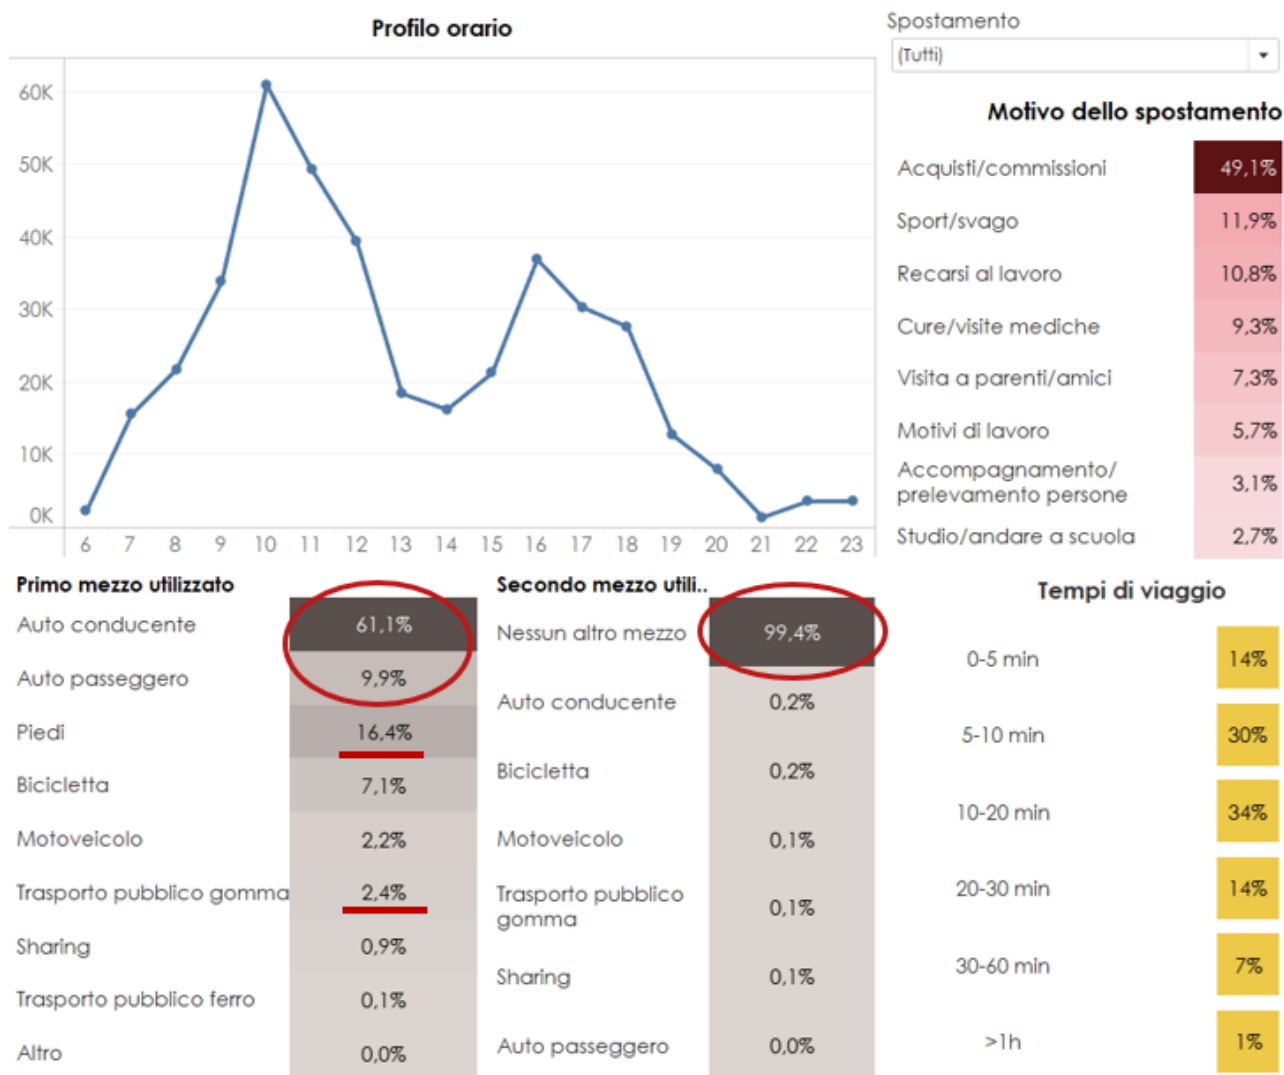 Profilo orario
60K
50K
40K
30K
20K
10K
0K
6 7 8 9 10 11 12 13 14 15 16 17 18 19 20 21 22 23
Spostamento
(Tutti)
Motivo dello spostamento
Acquisti/commissioni 49,1%
Sport/svago 11,9%
Recarsi al lavoro 10,8%
Cure/visite mediche 9,3%
Visita a parenti/amici 7,3%
Motivi di lavoro 5,7%
Accompagnamento/
prelevamento persone 3,1%
Studio/andare a scuola 2,7%
Primo mezzo utilizzato
Auto conducente 61,1%
Auto passeggero 9,9%
Piedi 16,4%
Bicicletta 7,1%
Motoveicolo 2,2%
Trasporto pubblico gomma 2,4%
Sharing 0,9%
Trasporto pubblico ferro 0,1%
Altro 0,0%
Secondo mezzo utili..
Nessun altro mezzo 99,4%
Auto conducente 0,2%
Bicicletta 0,2%
Motoveicolo 0,1%
Trasporto pubblico
gomma 0,1%
Sharing 0,1%
Auto passeggero 0,0%
Tempi di viaggio
0-5 min 14%
5-10 min 30%
10-20 min 34%
20-30 min 14%
30-60 min 7%
>1h 1%